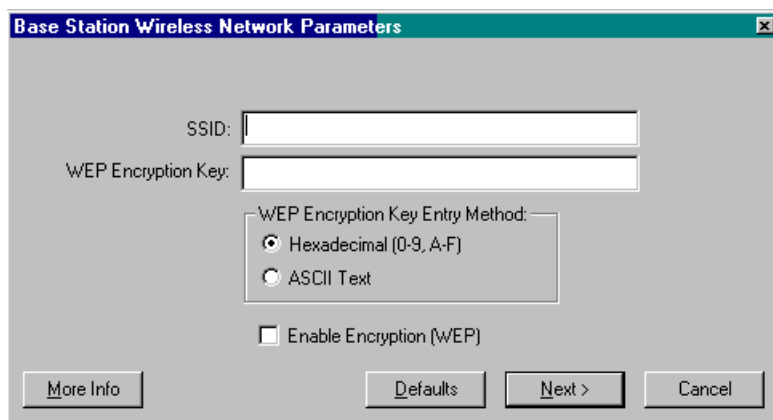 Base Station Wireless Network Parameters
SSID:
WEP Encryption Key:
WEP Encryption Key Entry Method:
Hexadecimal (0-9, A-F)
ASCII Text
Enable Encryption (WEP)
More Info Defaults Next > Cancel